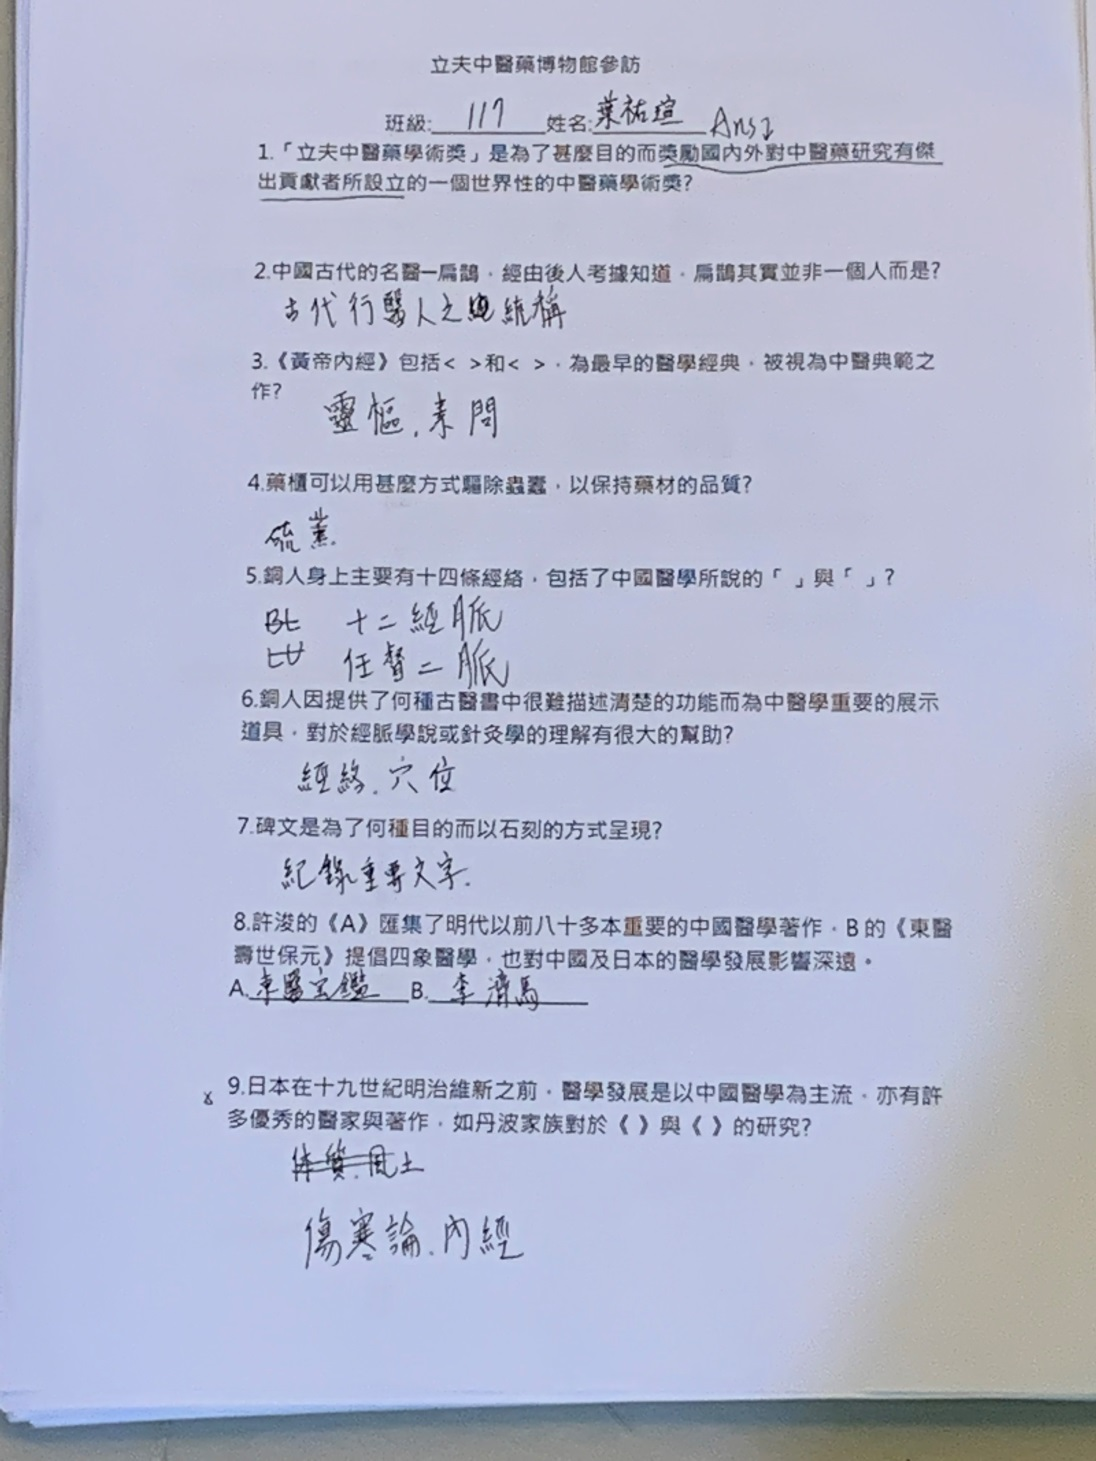 立夫中醫藥博物館參訪
班級:117 姓名:葉祐瑄 Ans↓
1.「立夫中醫藥學術獎」是為了甚麼目的而獎勵國內外對中醫藥研究有傑
出貢獻者所設立的一個世界性的中醫藥學術獎?
2.中國古代的名醫—扁鵲，經由後人考據知道，扁鵲其實並非一個人而是?
古代行醫人之統稱
3.《黃帝內經》包括< >和< >，為最早的醫學經典，被視為中醫典範之
作?
靈樞.素問
4.藥櫃可以用甚麼方式驅除蟲蠹，以保持藥材的品質?
硫薰
5.銅人身上主要有十四條經絡，包括了中國醫學所說的「 」與「 」?
十二經脈
任督二脈
6.銅人因提供了何種古醫書中很難描述清楚的功能而為中醫學重要的展示
道具，對於經脈學說或針灸學的理解有很大的幫助?
經絡.穴位
7.碑文是為了何種目的而以石刻的方式呈現?
紀錄重要文字.
8.許浚的《A》匯集了明代以前八十多本重要的中國醫學著作，B 的《東醫
壽世保元》提倡四象醫學，也對中國及日本的醫學發展影響深遠。
A.東醫宝鑑 B.李濟馬
9.日本在十九世紀明治維新之前，醫學發展是以中國醫學為主流，亦有許
多優秀的醫家與著作，如丹波家族對於《 》與《 》的研究?
体質.風土
傷寒論.內經